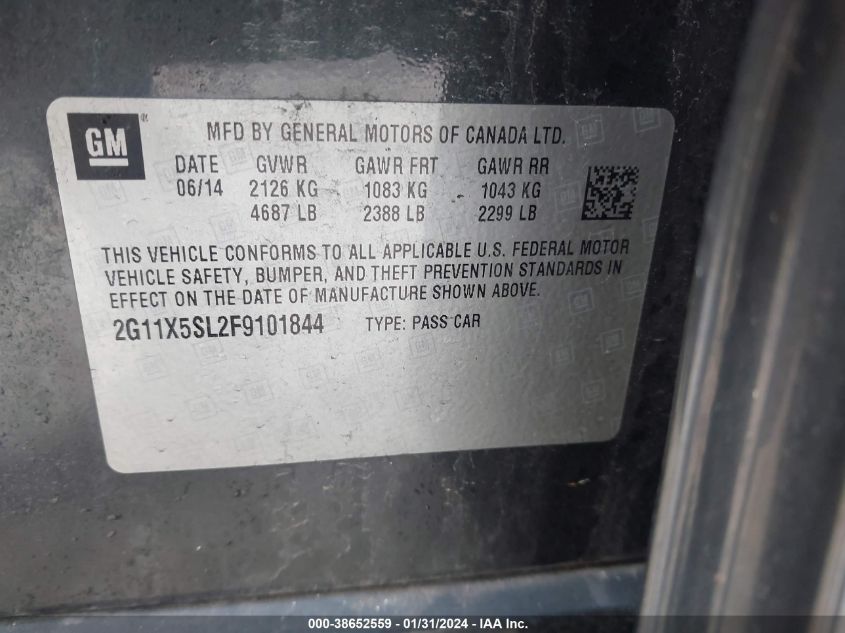 GM
MFD BY GENERAL MOTORS OF CANADA LTD.
DATE GVWR GAWR FRT GAWR RR
06/14 2126 KG 1083 KG 1043 KG
4687 LB 2388 LB 2299 LB
THIS VEHICLE CONFORMS TO ALL APPLICABLE U.S. FEDERAL MOTOR
VEHICLE SAFETY, BUMPER, AND THEFT PREVENTION STANDARDS IN
EFFECT ON THE DATE OF MANUFACTURE SHOWN ABOVE.
2G11X5SL2F9101844 TYPE: PASS CAR
000-38652559 - 01/31/2024 - IAA Inc.